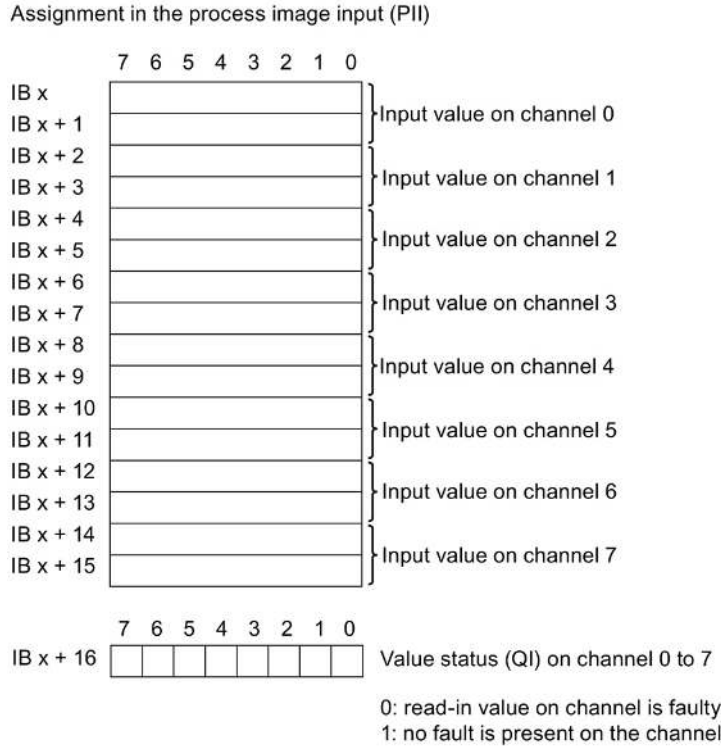 Assignment in the process image input (PII)
7 6 5 4 3 2 1 0
IB x
IB x + 1
Input value on channel 0
IB x + 2
IB x + 3
Input value on channel 1
IB x + 4
IB x + 5
Input value on channel 2
IB x + 6
IB x + 7
Input value on channel 3
IB x + 8
IB x + 9
Input value on channel 4
IB x + 10
IB x + 11
Input value on channel 5
IB x + 12
IB x + 13
Input value on channel 6
IB x + 14
IB x + 15
Input value on channel 7
7 6 5 4 3 2 1 0
IB x + 16 Value status (QI) on channel 0 to 7
0: read-in value on channel is faulty
1: no fault is present on the channel